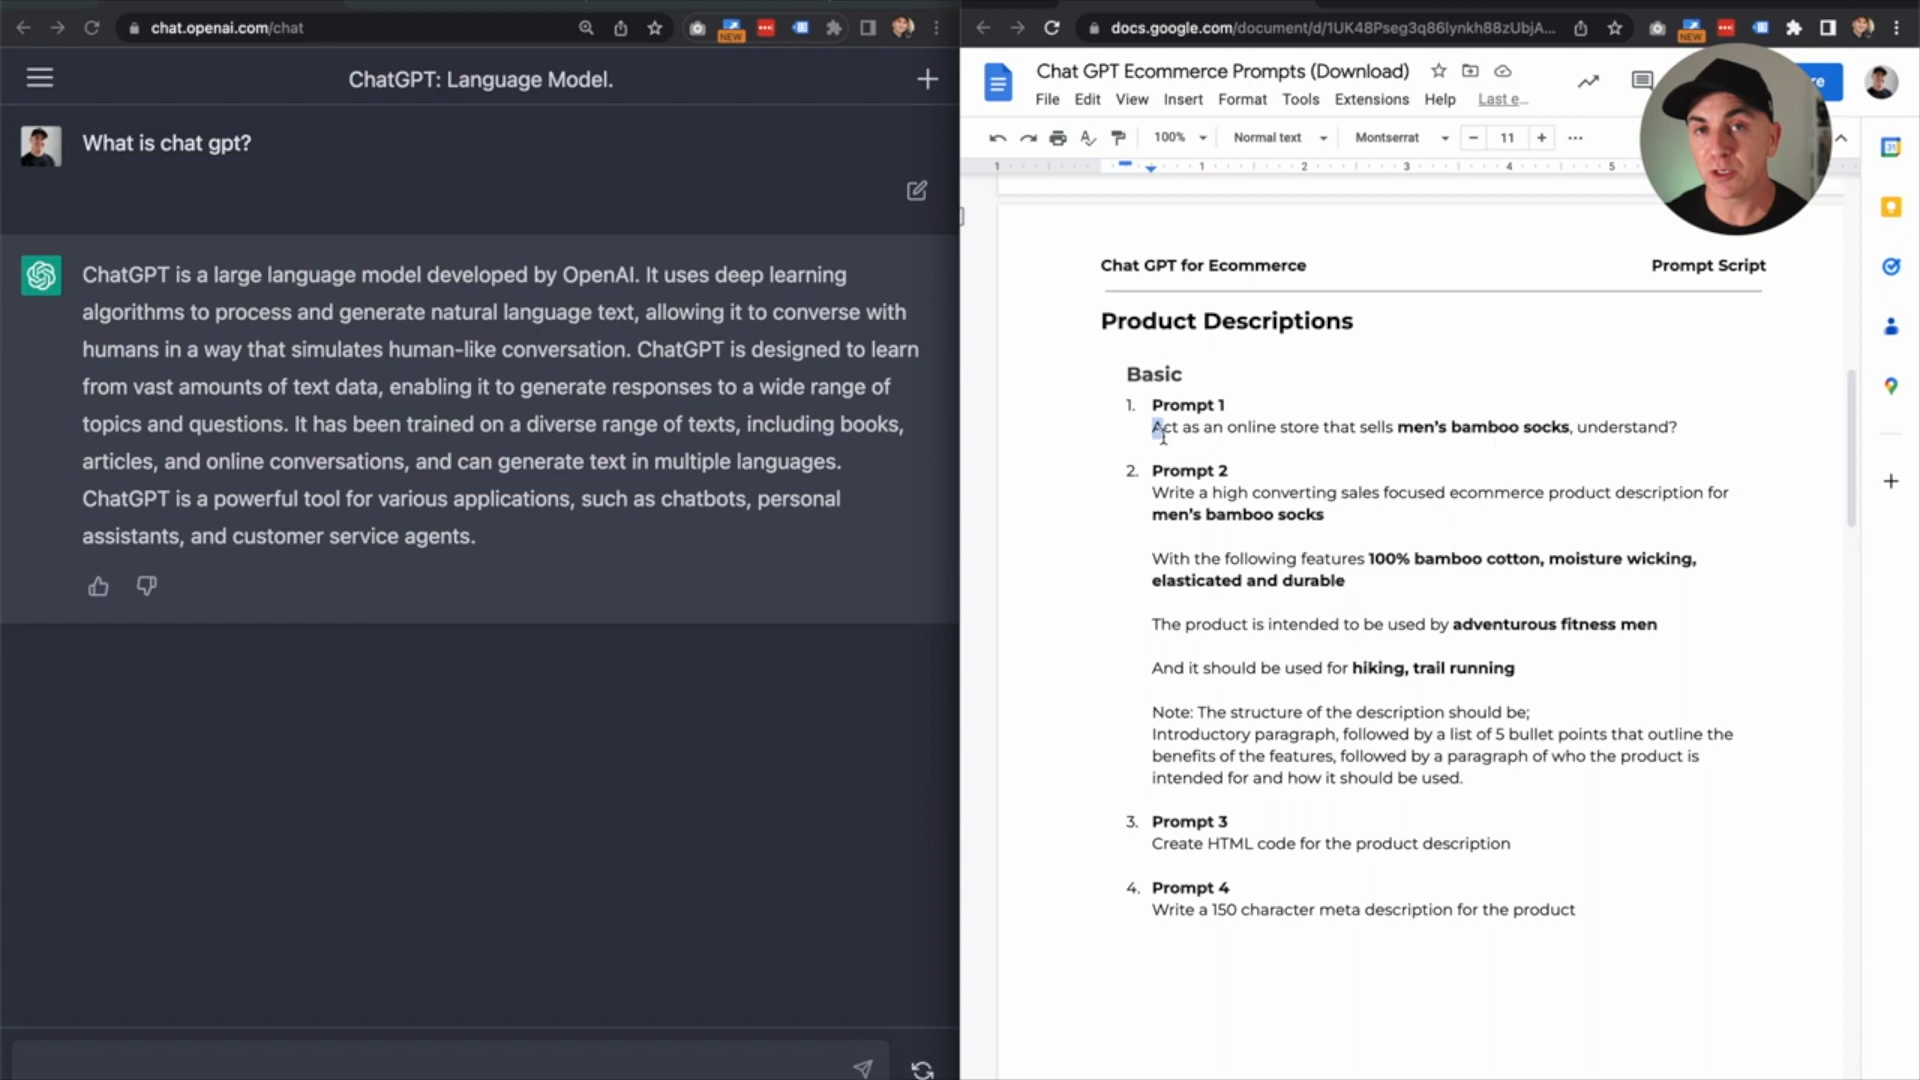 chat.openai.com/chat
NEW
ChatGPT: Language Model.
What is chat gpt?
ChatGPT is a large language model developed by OpenAI. It uses deep learning
algorithms to process and generate natural language text, allowing it to converse with
humans in a way that simulates human-like conversation. ChatGPT is designed to learn
from vast amounts of text data, enabling it to generate responses to a wide range of
topics and questions. It has been trained on a diverse range of texts, including books,
articles, and online conversations, and can generate text in multiple languages.
ChatGPT is a powerful tool for various applications, such as chatbots, personal
assistants, and customer service agents.
docs.google.com/document/d/1UK48Pseg3q86lynkh88zUbjA...
NEW
Chat GPT Ecommerce Prompts (Download)
File Edit View Insert Format Tools Extensions Help Last e...
100% Normal text Montserrat 11
1 1 2 3 4 5
31
Chat GPT for Ecommerce Prompt Script
Product Descriptions
Basic
1. Prompt 1
Act as an online store that sells men's bamboo socks, understand?
2. Prompt 2
Write a high converting sales focused ecommerce product description for
men's bamboo socks
With the following features 100% bamboo cotton, moisture wicking,
elasticated and durable
The product is intended to be used by adventurous fitness men
And it should be used for hiking, trail running
Note: The structure of the description should be;
Introductory paragraph, followed by a list of 5 bullet points that outline the
benefits of the features, followed by a paragraph of who the product is
intended for and how it should be used.
3. Prompt 3
Create HTML code for the product description
4. Prompt 4
Write a 150 character meta description for the product